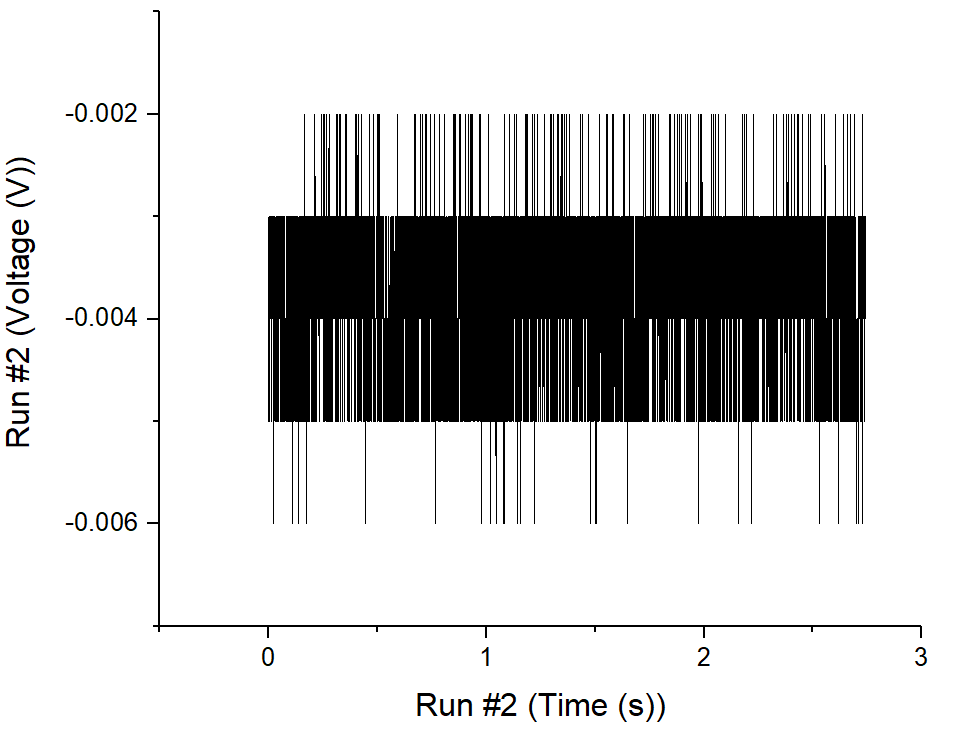 -0.002
-0.004
-0.006
Run #2 (Voltage (V))
0 1 2 3
Run #2 (Time (s))